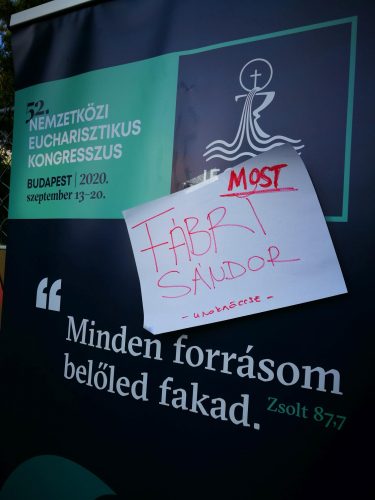 52.
NEMZETKÖZI
EUCHARISZTIKUS
KONGRESSZUS
BUDAPEST | 2020.
szeptember 13–20.
MOST
FÁBRY
SÁNDOR
- UNOKAÖCCSE -
“Minden forrásom
belőled fakad.
Zsolt 87,7